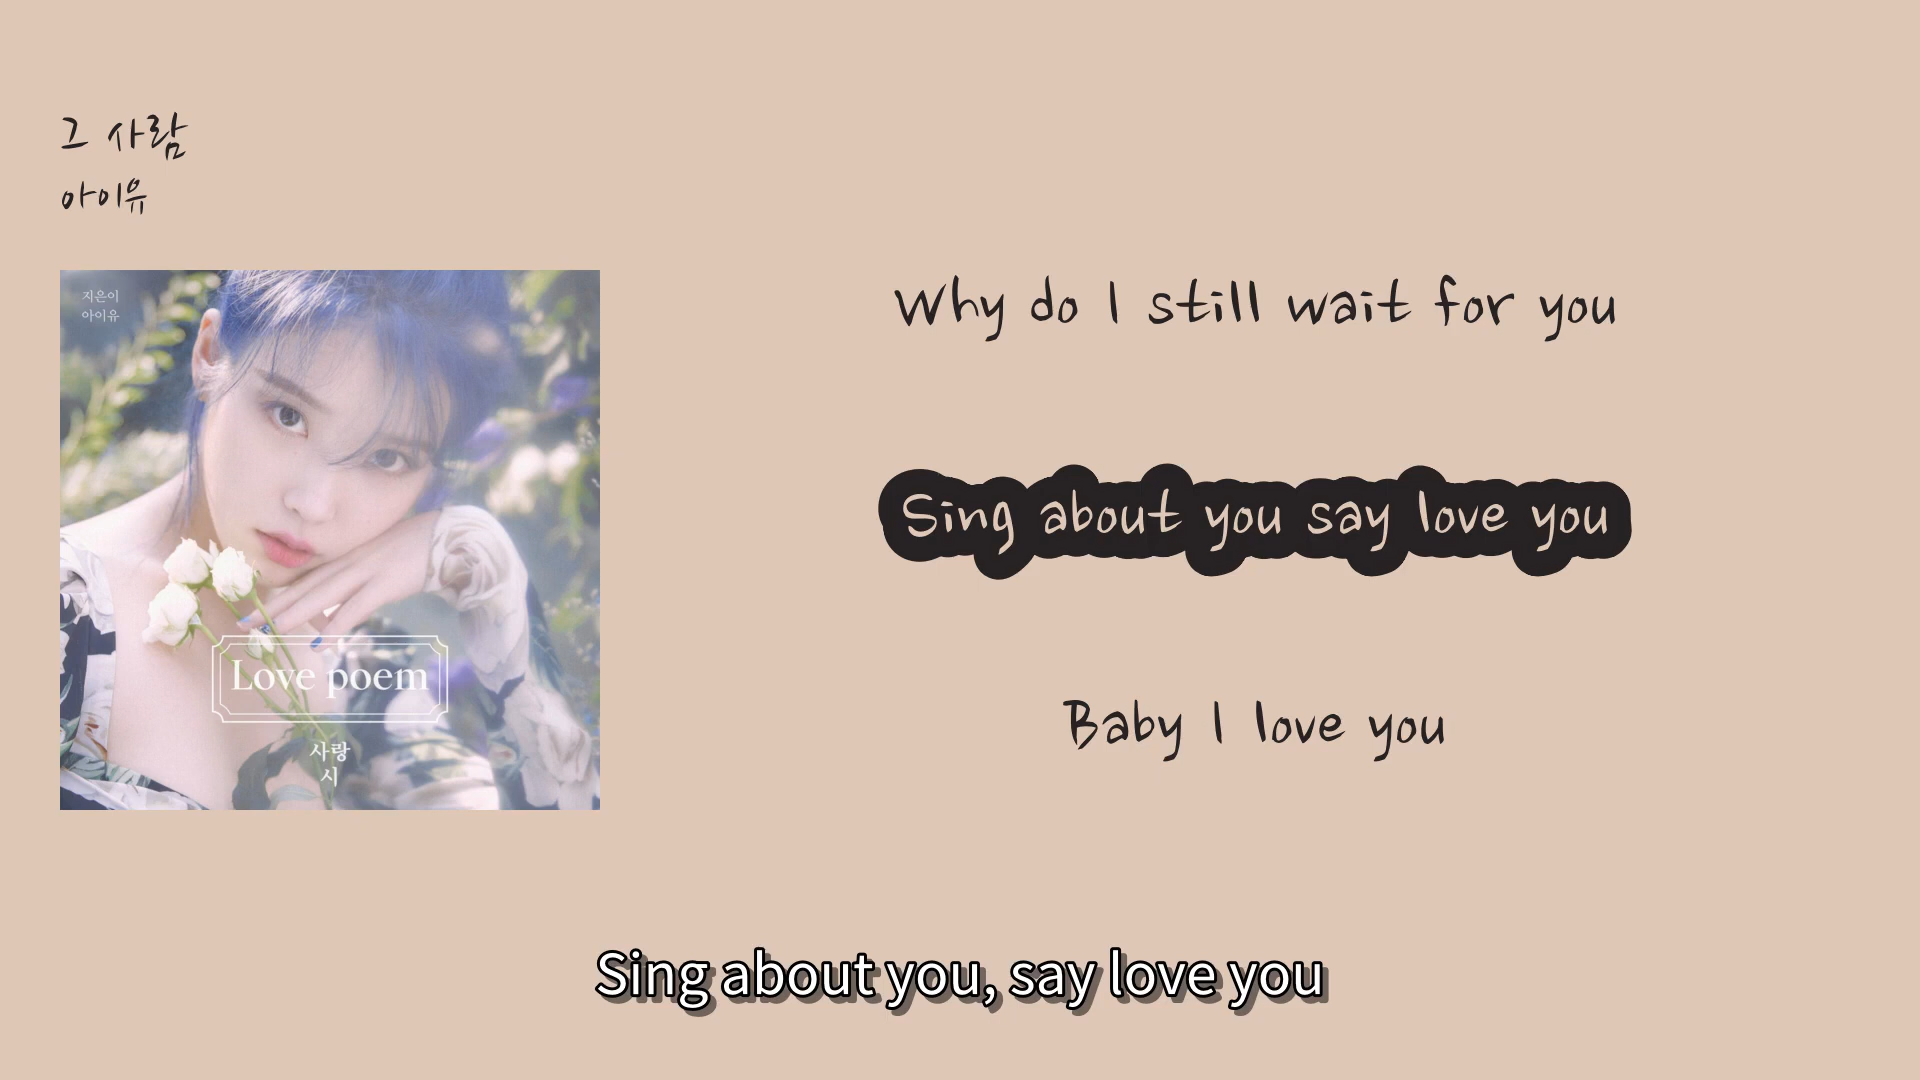 그 사람
아이유
지은이
아이유
Love poem
사랑
시
Why do I still wait for you
Sing about you say love you
Baby I love you
Sing about you, say love you